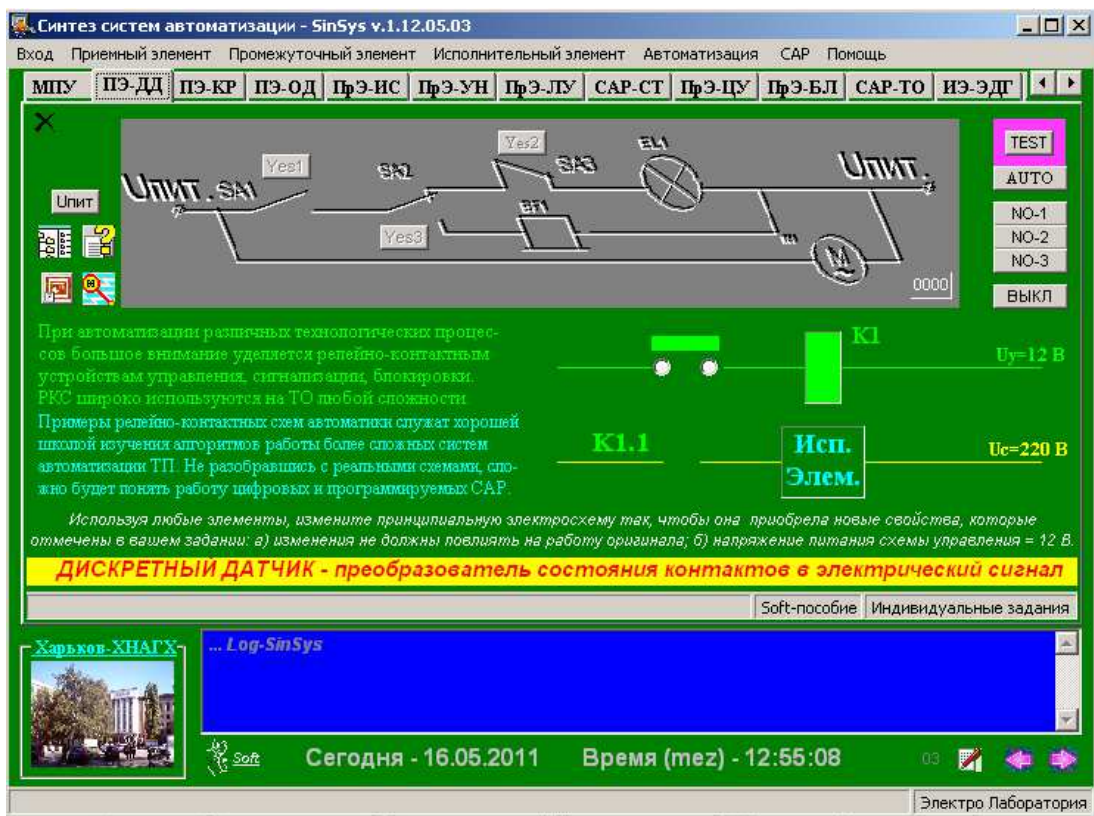 Синтез систем автоматизации - SinSys v.1.12.05.03
Вход Приемный элемент Промежуточный элемент Исполнительный элемент Автоматизация САР Помощь
МПУ ПЭ-ДД ПЭ-КР ПЭ-ОД ПрЭ-ИС ПрЭ-УН ПрЭ-ЛУ САР-СТ ПрЭ-ЦУ ПрЭ-БЛ САР-ТО ИЭ-ЭДГ
Uпит
Uпит. SA1
Yes1
SA2
Yes2
SA3
EL1
Uпит.
Yes3
BF1
M
0000
TEST
AUTO
NO-1
NO-2
NO-3
ВЫКЛ
При автоматизации различных технологических процес-
сов большое внимание уделяется релейно-контактным
устройствам управления, сигнализации, блокировки.
РКС широко используются на ТО любой сложности
Примеры релейно-контактных схем автоматики служат хорошей
школой изучения алгоритмов работы более сложных систем
автоматизации ТП. Не разобравшись с реальными схемами, сло-
жно будет понять работу цифровых и программируемых САР.
K1
Uу=12 В
K1.1
Исп.
Элем.
Uc=220 В
Используя любые элементы, измените принципиальную электросхему так, чтобы она приобрела новые свойства, которые
отмечены в вашем задании: а) изменения не должны повлиять на работу оригинала; б) напряжение питания схемы управления = 12 В.
ДИСКРЕТНЫЙ ДАТЧИК - преобразователь состояния контактов в электрический сигнал
Soft-пособие Индивидуальные задания
Харьков-ХНАГХ
... Log-SinSys
Soft
Сегодня - 16.05.2011 Время (mez) - 12:55:08
03
Электро Лаборатория